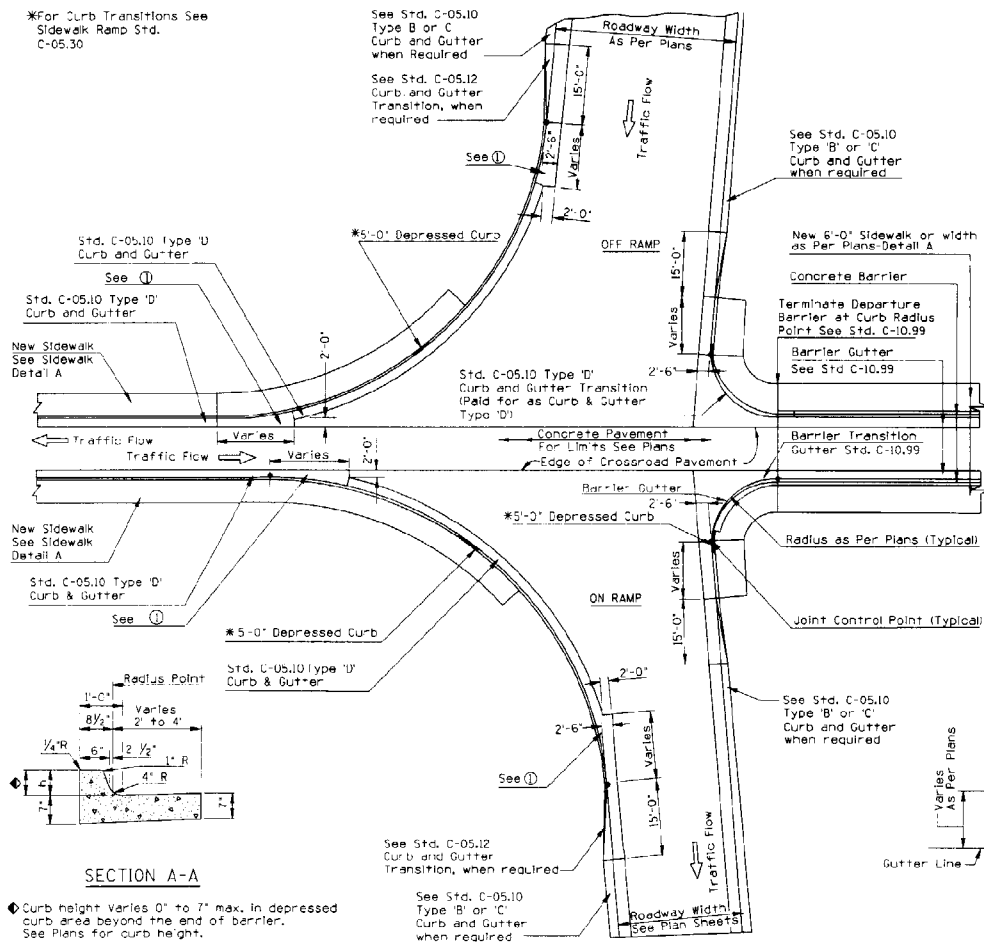 *For Curb Transitions See
Sidewalk Ramp Std.
C-05.30
See Std. C-05.10
Type B or C
Curb and Gutter
when Required
See Std. C-05.12
Curb and Gutter
Transition, when
required
Roadway Width
As Per Plans
15'-0"
Traffic Flow
2'-6"
Varies
See ①
2'-0"
See Std. C-05.10
Type 'B' or 'C'
Curb and Gutter
when required
*5'-0" Depressed Curb
OFF RAMP
15'-0"
Varies
New 6'-0" Sidewalk or width
as Per Plans-Detail A
Concrete Barrier
Terminate Departure
Barrier at Curb Radius
Point See Std. C-10.99
Barrier Gutter
See Std C-10.99
Std. C-05.10 Type 'D'
Curb and Gutter
See ①
Std. C-05.10 Type 'D'
Curb and Gutter
New Sidewalk
See Sidewalk
Detail A
2'-0"
Std. C-05.10 Type 'D'
Curb and Gutter Transition
(Paid for as Curb & Gutter
Type 'D')
2'-6"
Varies
Traffic Flow
Traffic Flow
Varies
2'-0"
Concrete Pavement
For Limits See Plans
Edge of Crossroad Pavement
Barrier Transition
Gutter Std. C-10.99
Barrier Gutter
2'-6"
*5'-0" Depressed Curb
Radius as Per Plans (Typical)
New Sidewalk
See Sidewalk
Detail A
Std. C-05.10 Type 'D'
Curb & Gutter
See ①
ON RAMP
Varies
15'-0"
Joint Control Point (Typical)
*5-0" Depressed Curb
Std. C-05.10 Type 'D'
Curb & Gutter
2'-0"
2'-6"
Varies
See ①
15'-0"
See Std. C-05.10
Type 'B' or 'C'
Curb and Gutter
when required
Radius Point
1'-0"
8½"
Varies
2' to 4'
¼"R
6"
2 ½"
1" R
4" R
h
7"
7"
SECTION A-A
◆Curb height Varies 0" to 7" max. in depressed
curb area beyond the end of barrier.
See Plans for curb height.
See Std. C-05.12
Curb and Gutter
Transition, when required
See Std. C-05.10
Type 'B' or 'C'
Curb and Gutter
when required
Traffic Flow
Roadway Width
See Plan Sheets
Varies
As Per Plans
Gutter Line